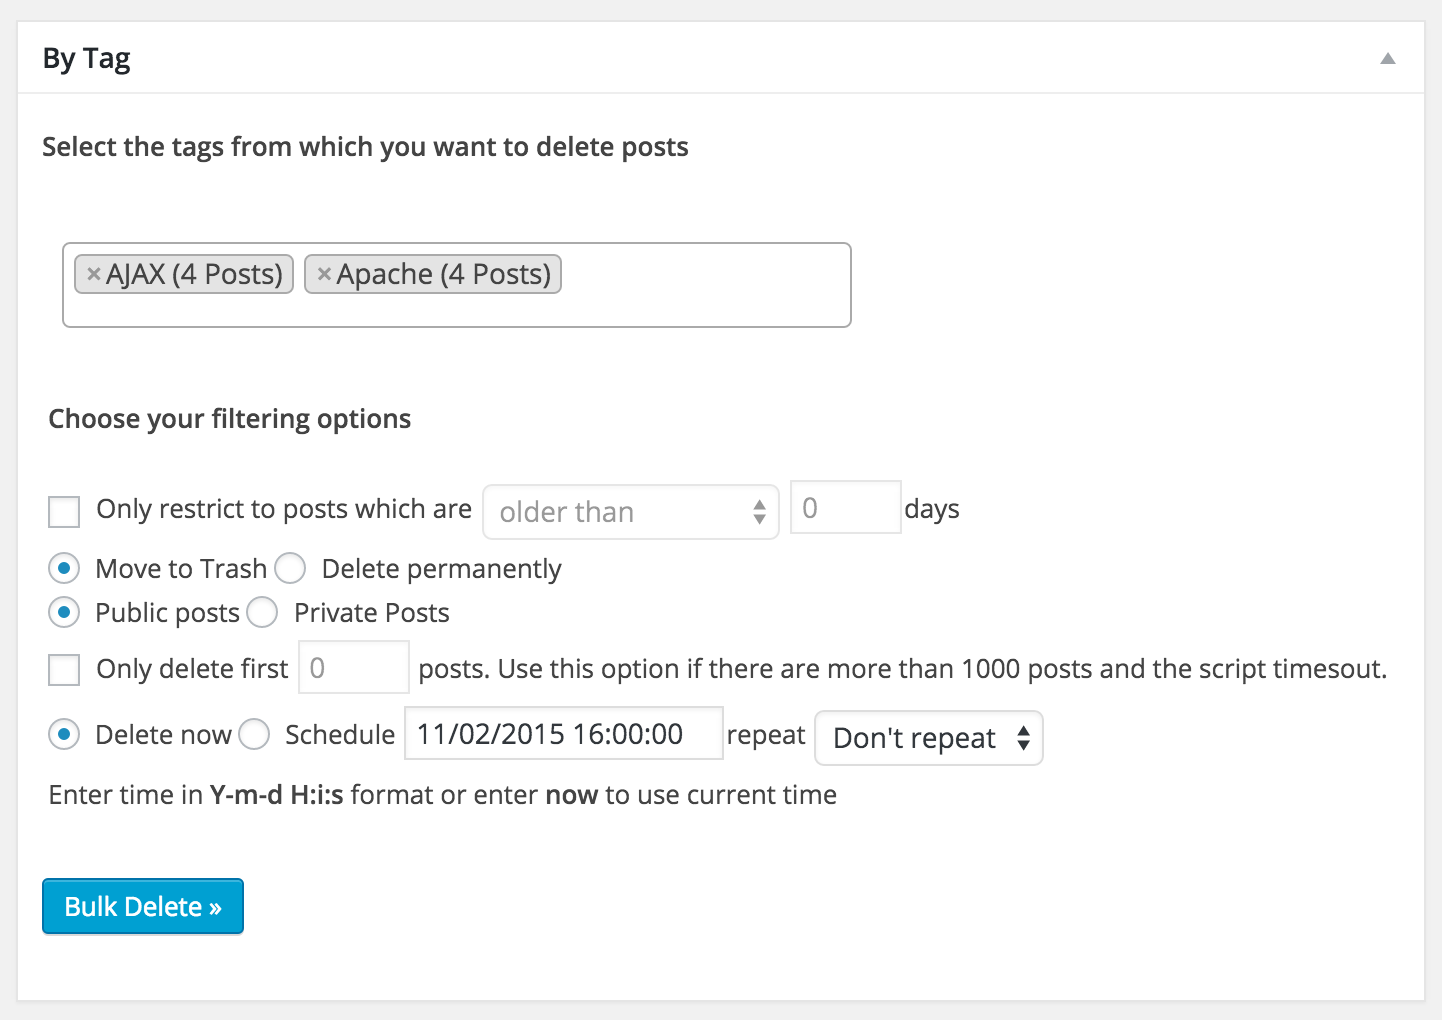 By Tag
Select the tags from which you want to delete posts
×AJAX (4 Posts) ×Apache (4 Posts)
Choose your filtering options
Only restrict to posts which are older than 0 days
Move to Trash Delete permanently
Public posts Private Posts
Only delete first 0 posts. Use this option if there are more than 1000 posts and the script timesout.
Delete now Schedule 11/02/2015 16:00:00 repeat Don't repeat
Enter time in Y-m-d H:i:s format or enter now to use current time
Bulk Delete »